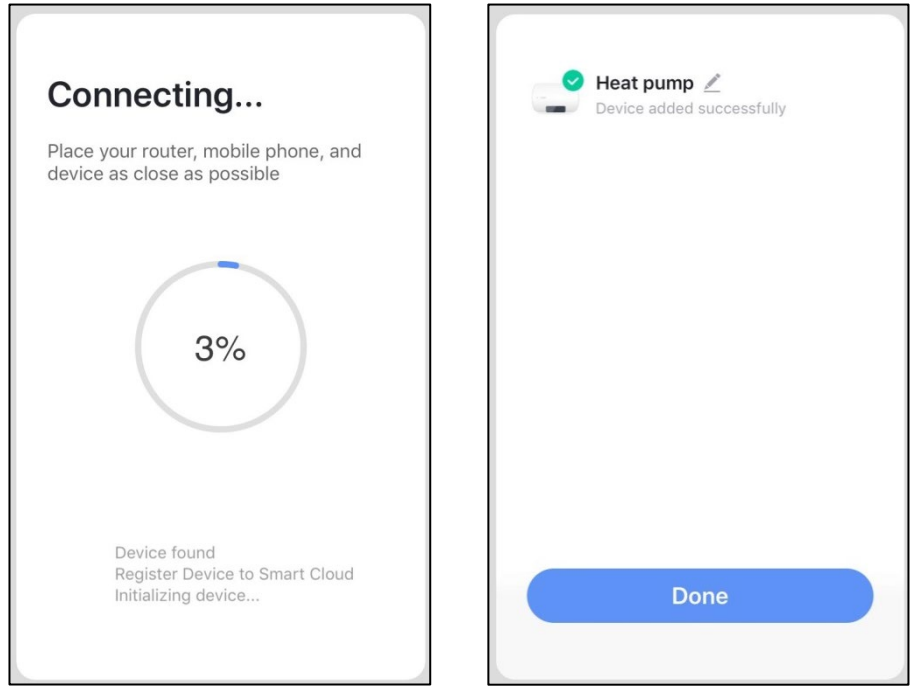 Connecting...
Place your router, mobile phone, and
device as close as possible
3%
Device found
Register Device to Smart Cloud
Initializing device...
Heat pump
Device added successfully
Done